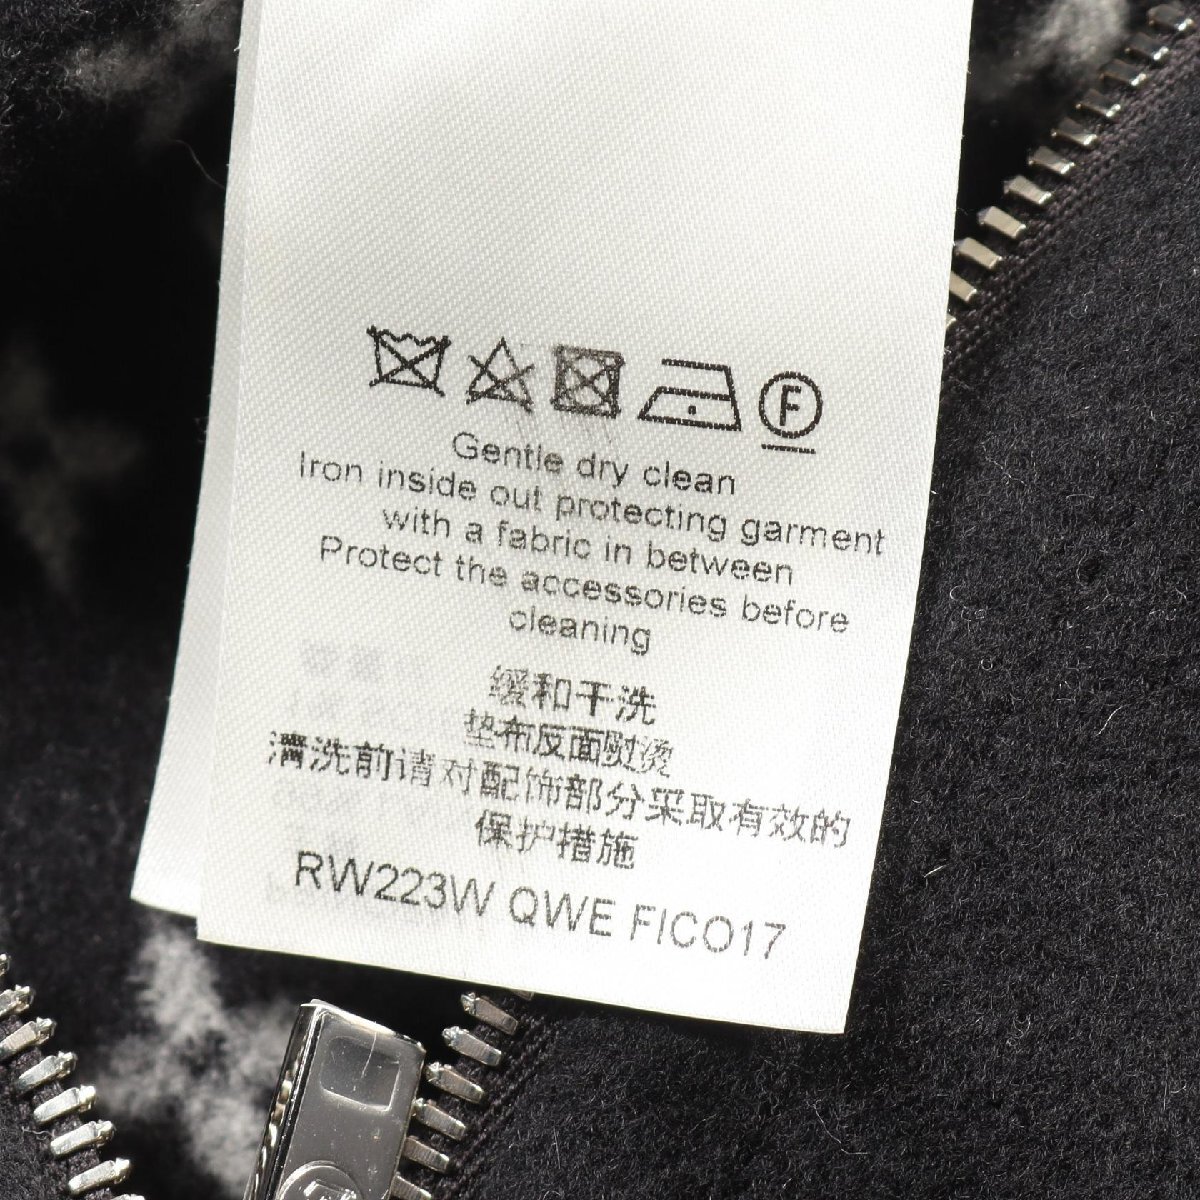 F
Gentle dry clean
Iron inside out protecting garment
with a fabric in between
Protect the accessories before
cleaning
缓和干洗
垫布反面熨烫
清洗前请对配饰部分采取有效的
保护措施
RW223W QWE FICO17